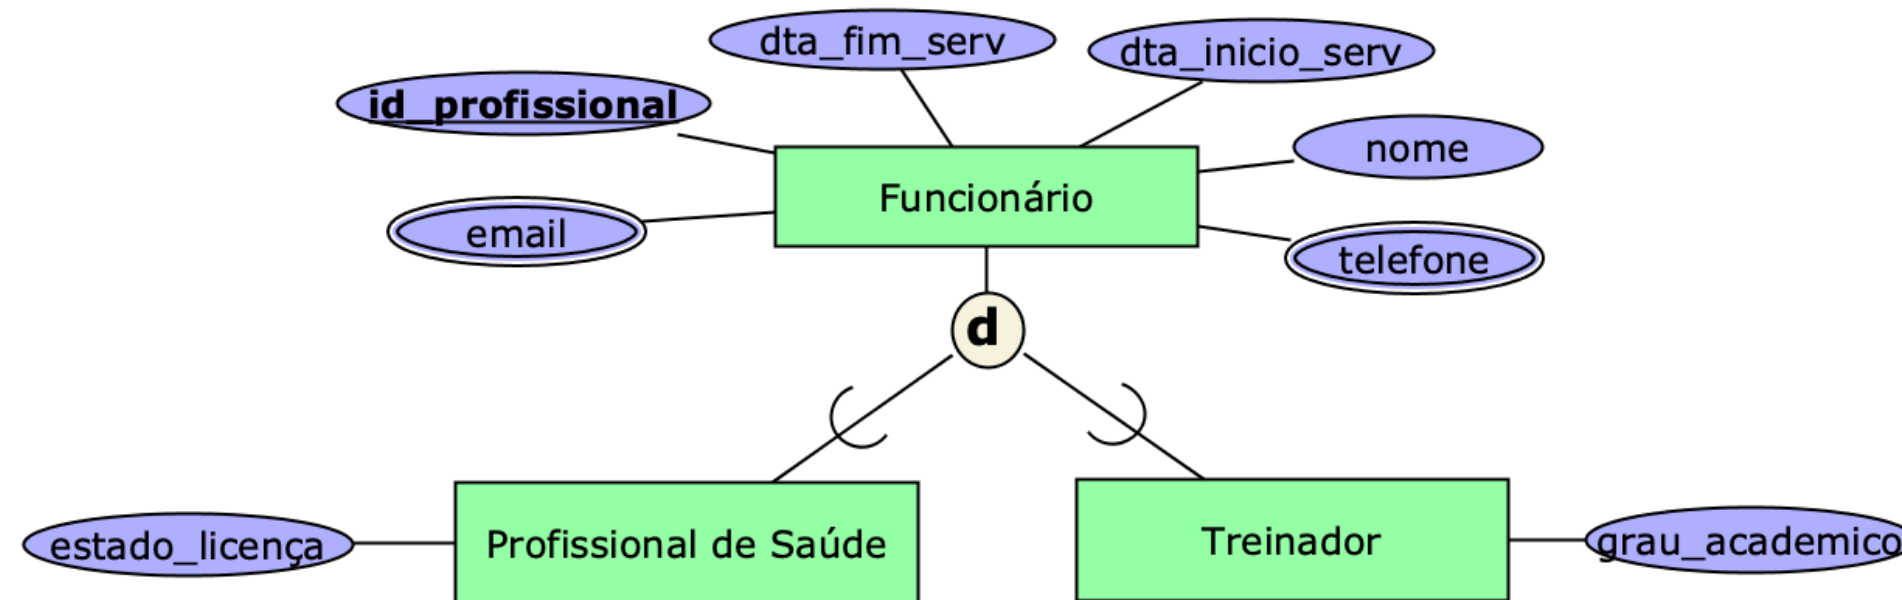 dta_fim_serv
dta_inicio_serv
id_profissional
nome
Funcionário
email
telefone
d
estado_licença
Profissional de Saúde
Treinador
grau_academico